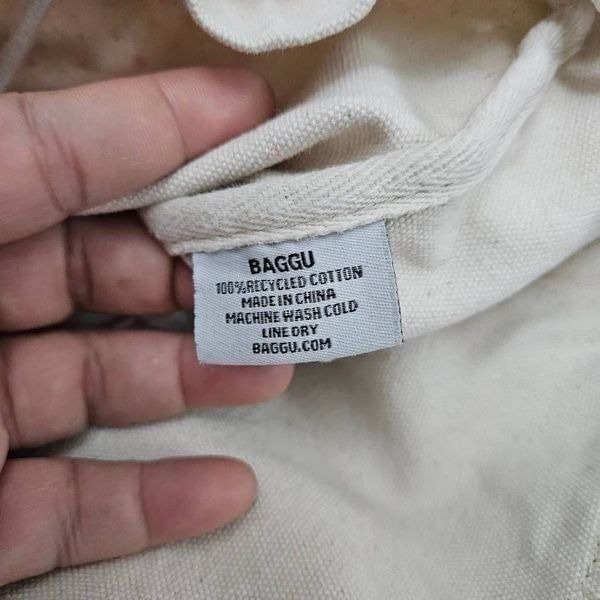 BAGGU
100%RECYCLED COTTON
MADE IN CHINA
MACHINE WASH COLD
LINE DRY
BAGGU.COM